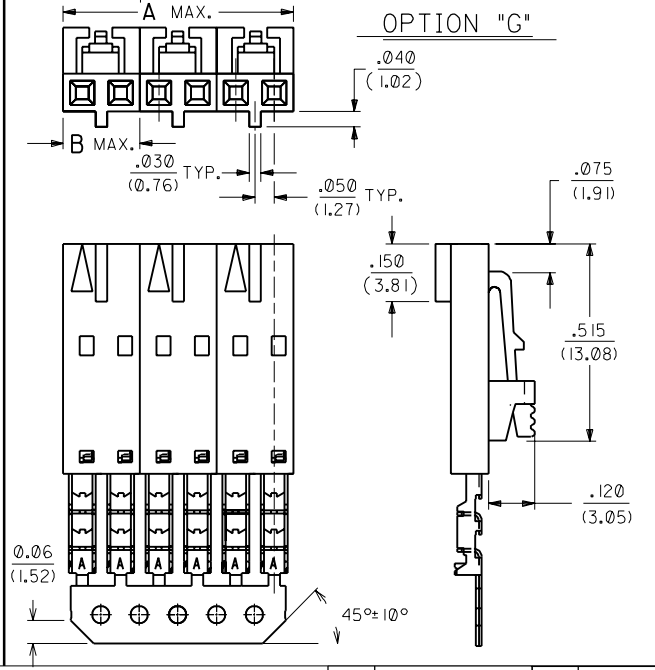 A MAX.
OPTION "G"
.040
(1.02)
B MAX.
.030
(0.76)
TYP.
.050
(1.27)
TYP.
.075
(1.91)
.150
(3.81)
.515
(13.08)
.120
(3.05)
A A A A A A
0.06
(1.52)
45°±10°